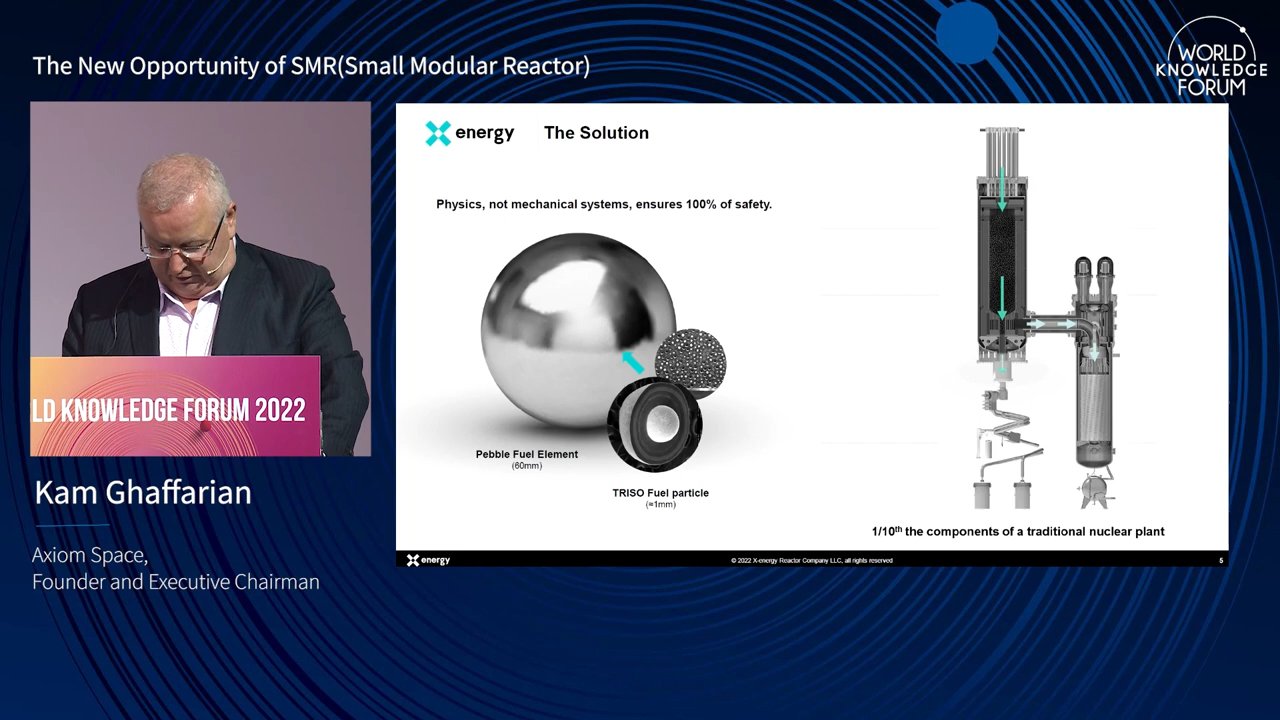 The New Opportunity of SMR(Small Modular Reactor)
WORLD
KNOWLEDGE
FORUM
LD KNOWLEDGE FORUM 2022
Kam Ghaffarian
Axiom Space,
Founder and Executive Chairman
X energy
The Solution
Physics, not mechanical systems, ensures 100% of safety.
Pebble Fuel Element
(60mm)
TRISO Fuel particle
(≈1mm)
1/10th the components of a traditional nuclear plant
X energy
© 2022 X-energy Reactor Company LLC, all rights reserved
5